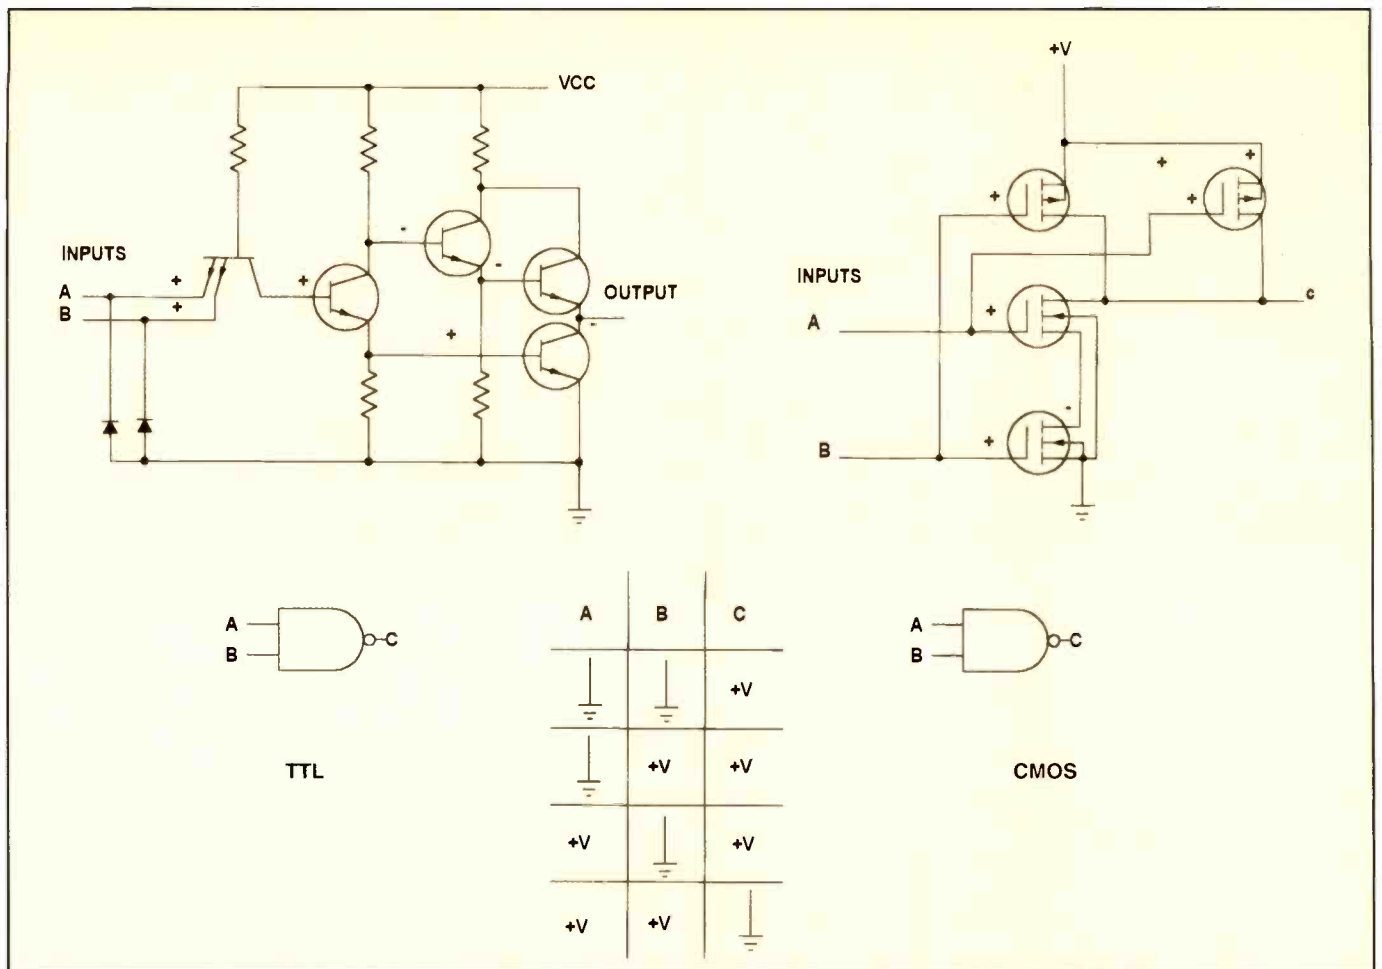 VCC
INPUTS
A
B
+
+
+
-
-
+
OUTPUT
-
+V
+
+
+
+
INPUTS
A
+
c
-
B
+
A
B
C
TTL
A B C
+V
+V +V
+V +V
+V +V
A
B
C
CMOS